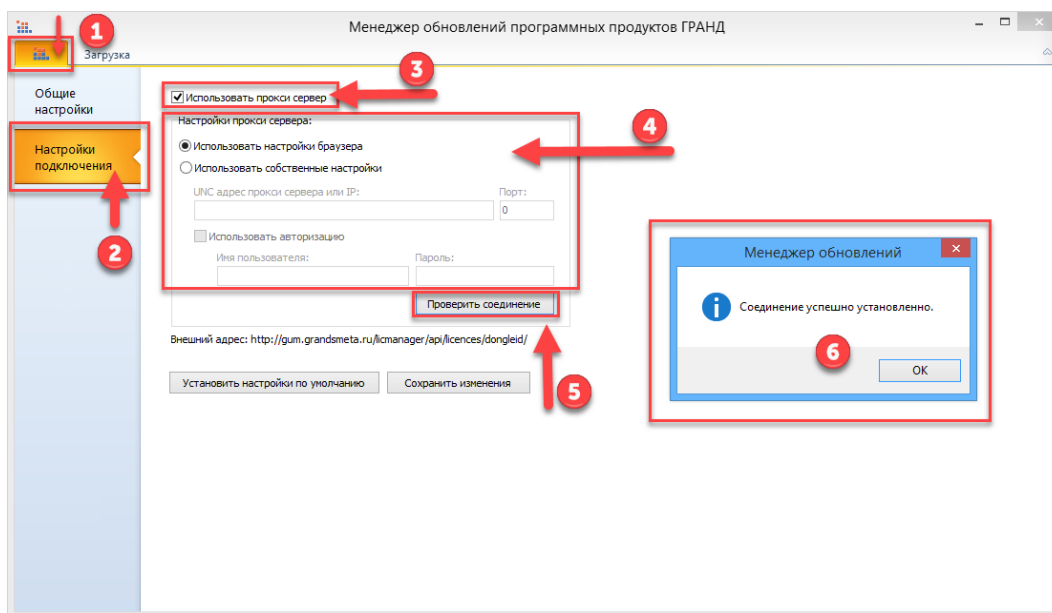 Менеджер обновлений программных продуктов ГРАНД
1
Загрузка
3
Общие
настройки
Использовать прокси сервер
Настройки прокси сервера:
4
Настройки
подключения
Использовать настройки браузера
Использовать собственные настройки
UNC адрес прокси сервера или IP:
Порт:
0
2
Использовать авторизацию
Имя пользователя:
Пароль:
Проверить соединение
Менеджер обновлений
Соединение успешно установленно.
6
OK
Внешний адрес: http://gum.grandsmeta.ru/licmanager/api/licences/dongleid/
Установить настройки по умолчанию
Сохранить изменения
5